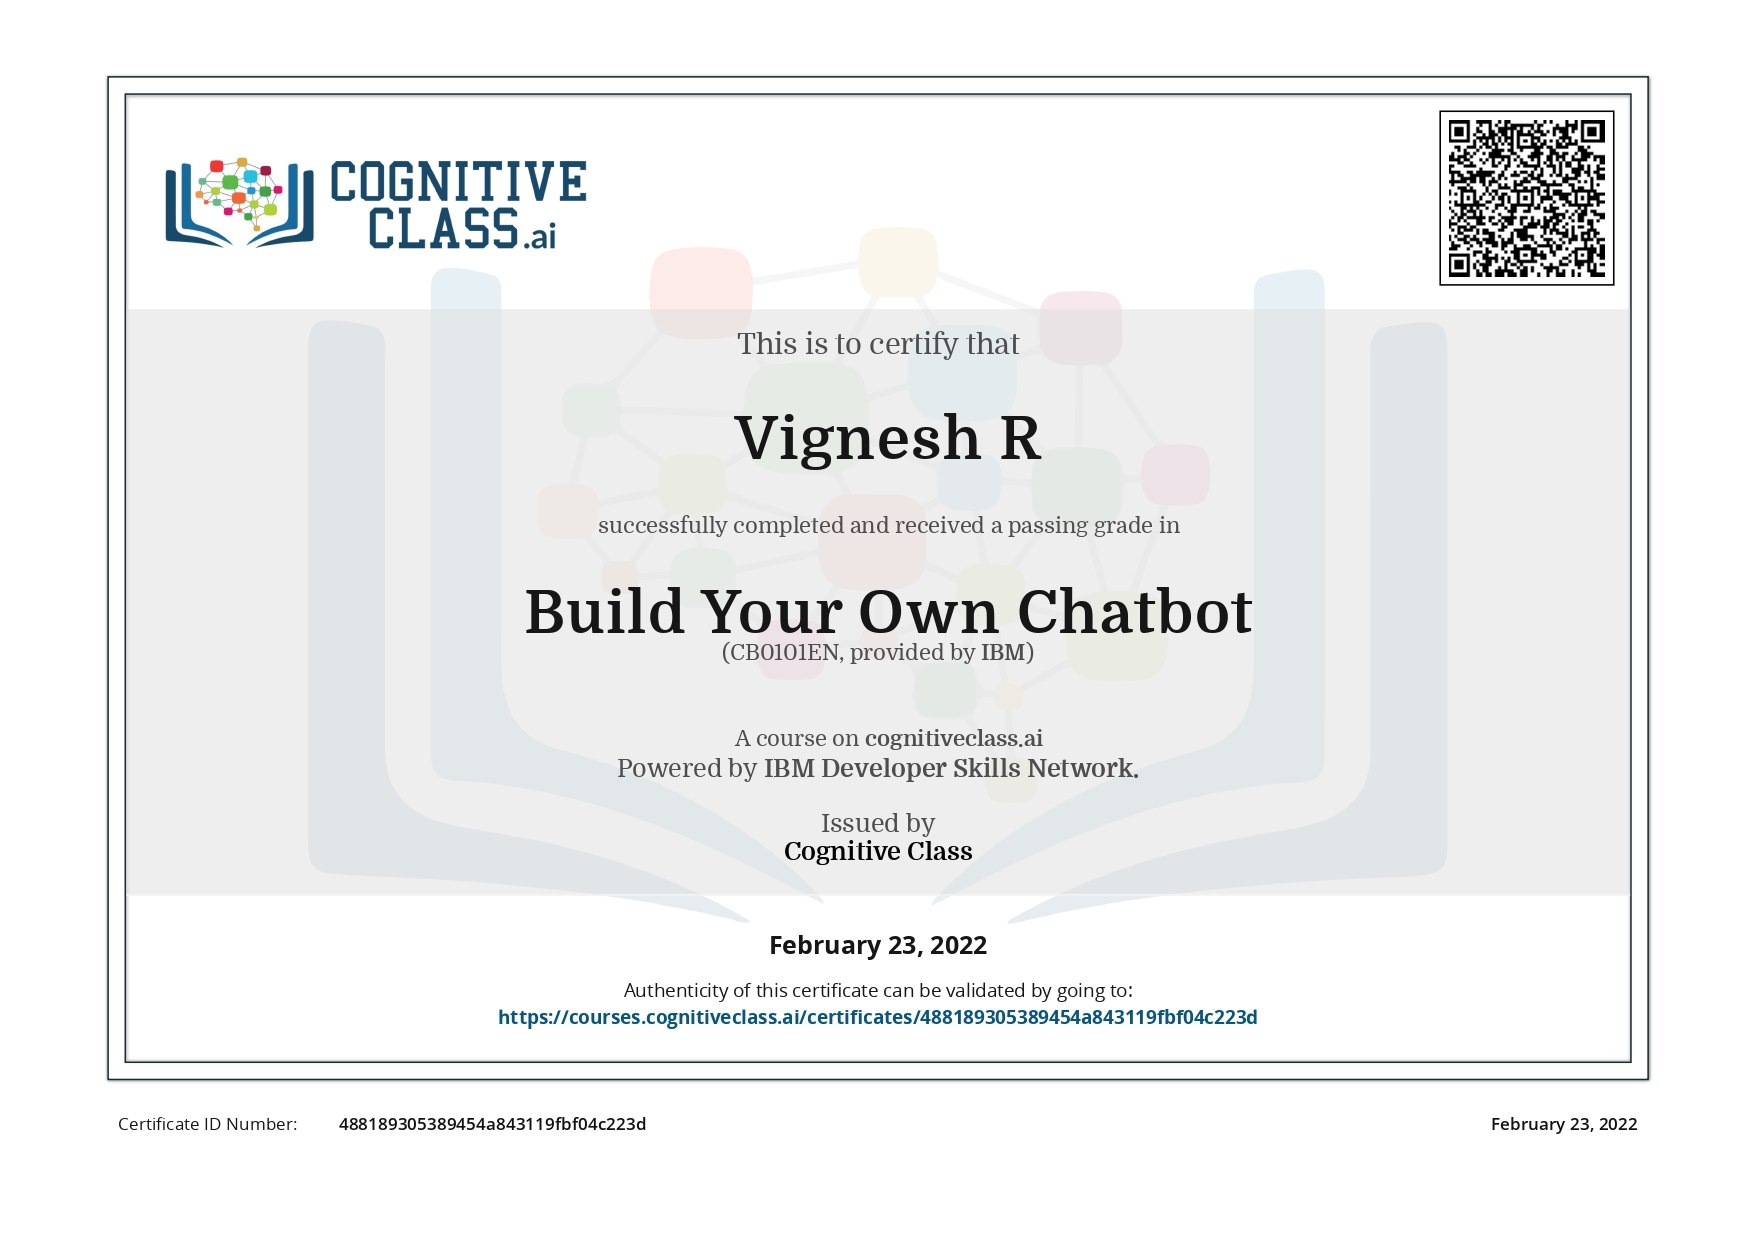 COGNITIVE
CLASS.ai
This is to certify that
Vignesh R
successfully completed and received a passing grade in
Build Your Own Chatbot
(CB0101EN, provided by IBM)
A course on cognitiveclass.ai
Powered by IBM Developer Skills Network.
Issued by
Cognitive Class
February 23, 2022
Authenticity of this certificate can be validated by going to:
https://courses.cognitiveclass.ai/certificates/488189305389454a843119fbf04c223d
Certificate ID Number: 488189305389454a843119fbf04c223d
February 23, 2022